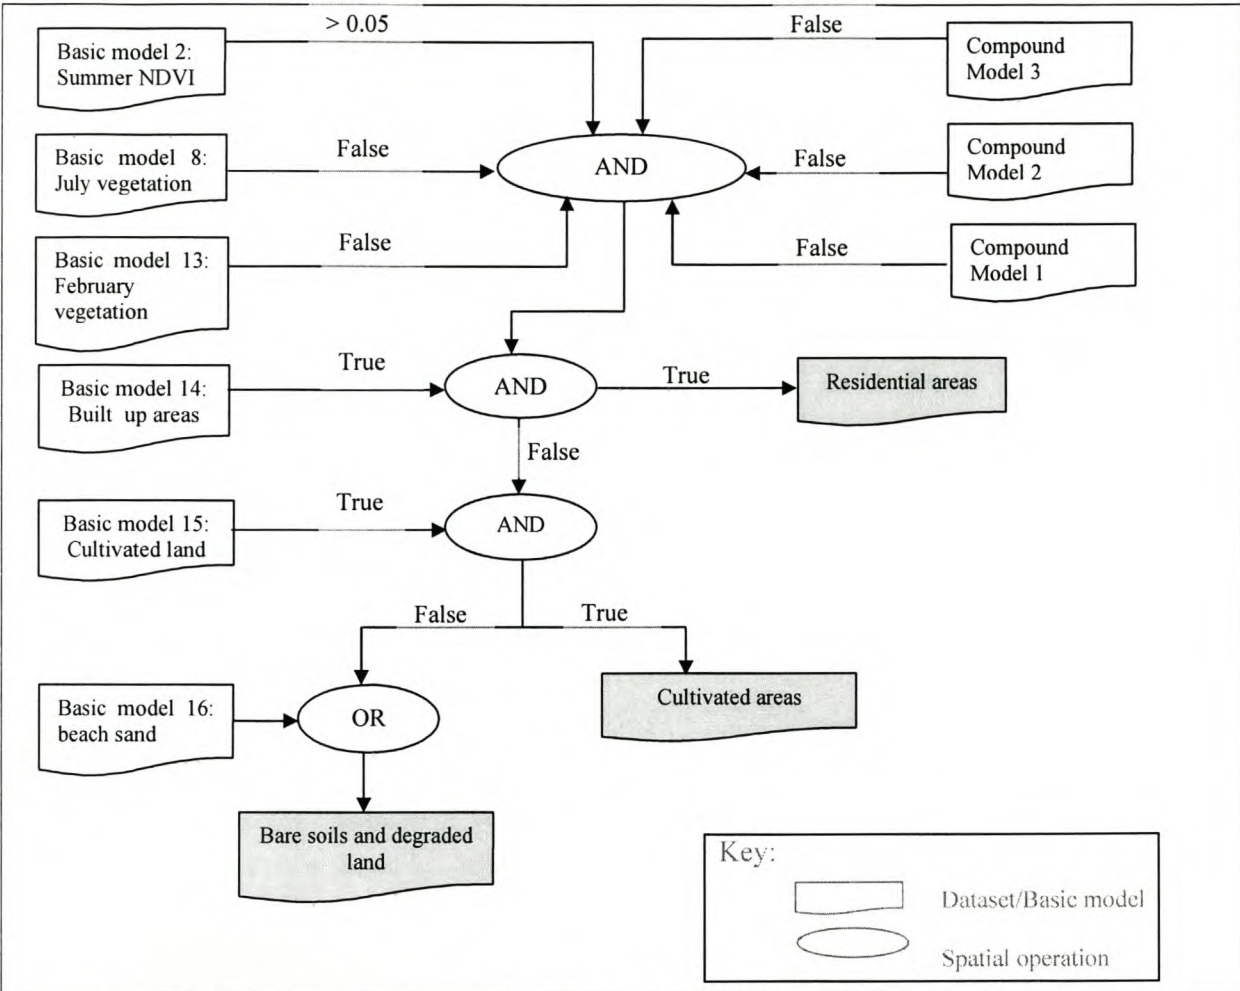 > 0.05
False
Basic model 2:
Summer NDVI
Compound
Model 3
Basic model 8:
July vegetation
False
AND
False
Compound
Model 2
Basic model 13:
February
vegetation
False
False
Compound
Model 1
Basic model 14:
Built up areas
True
AND
True
Residential areas
False
Basic model 15:
Cultivated land
True
AND
False
True
Basic model 16:
beach sand
OR
Cultivated areas
Bare soils and degraded
land
Key:
Dataset/Basic model
Spatial operation